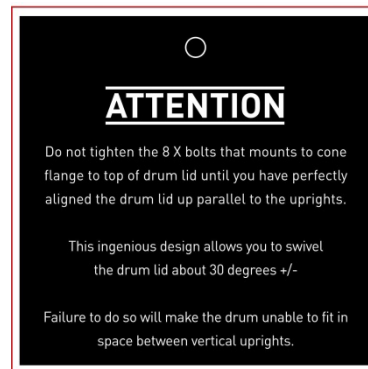 ATTENTION
Do not tighten the 8 X bolts that mounts to cone
flange to top of drum lid until you have perfectly
aligned the drum lid up parallel to the uprights.
This ingenious design allows you to swivel
the drum lid about 30 degrees +/-
Failure to do so will make the drum unable to fit in
space between vertical uprights.